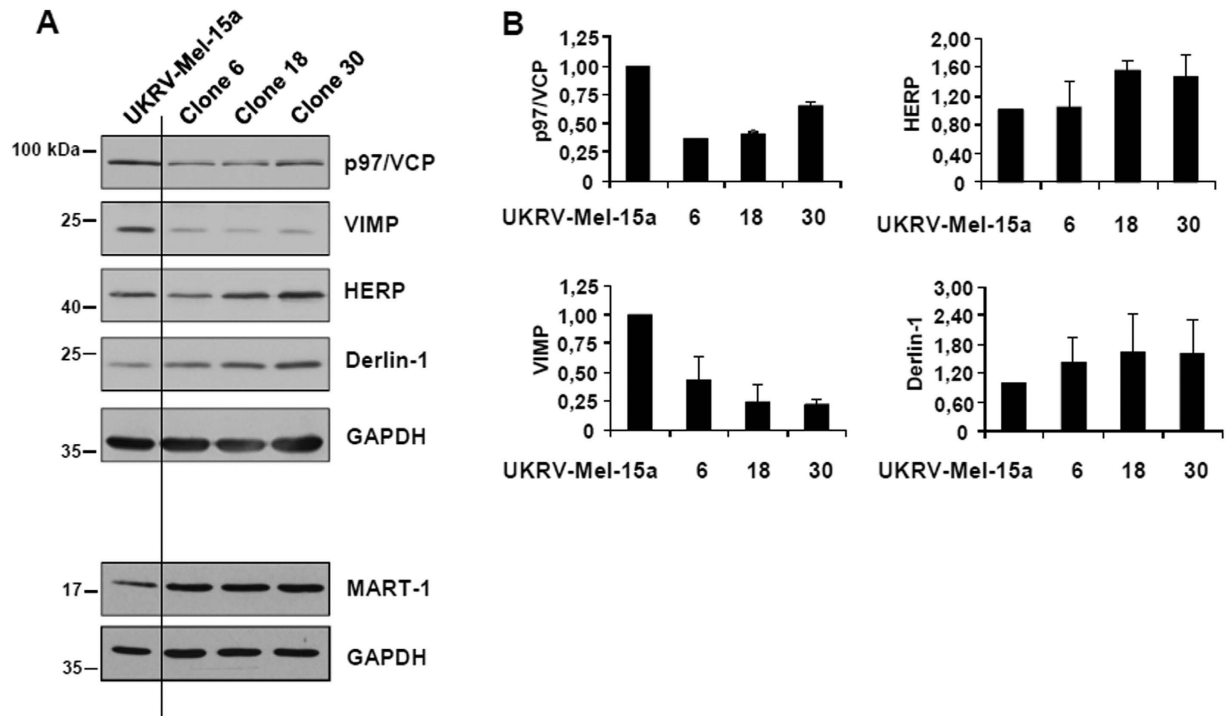 A
UKRV-Mel-15a
Clone 6
Clone 18
Clone 30
100 kDa
p97/VCP
25
VIMP
40
HERP
25
Derlin-1
35
GAPDH
17
MART-1
35
GAPDH
B
p97/VCP
1,25
1,00
0,75
0,50
0,25
0
UKRV-Mel-15a 6 18 30
HERP
2,00
1,60
1,20
0,80
0,40
0
UKRV-Mel-15a 6 18 30
VIMP
1,25
1,00
0,75
0,50
0,25
0
UKRV-Mel-15a 6 18 30
Derlin-1
3,00
2,40
1,80
1,20
0,60
0
UKRV-Mel-15a 6 18 30